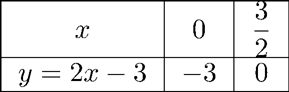 x 0 3/2
y = 2x − 3 −3 0